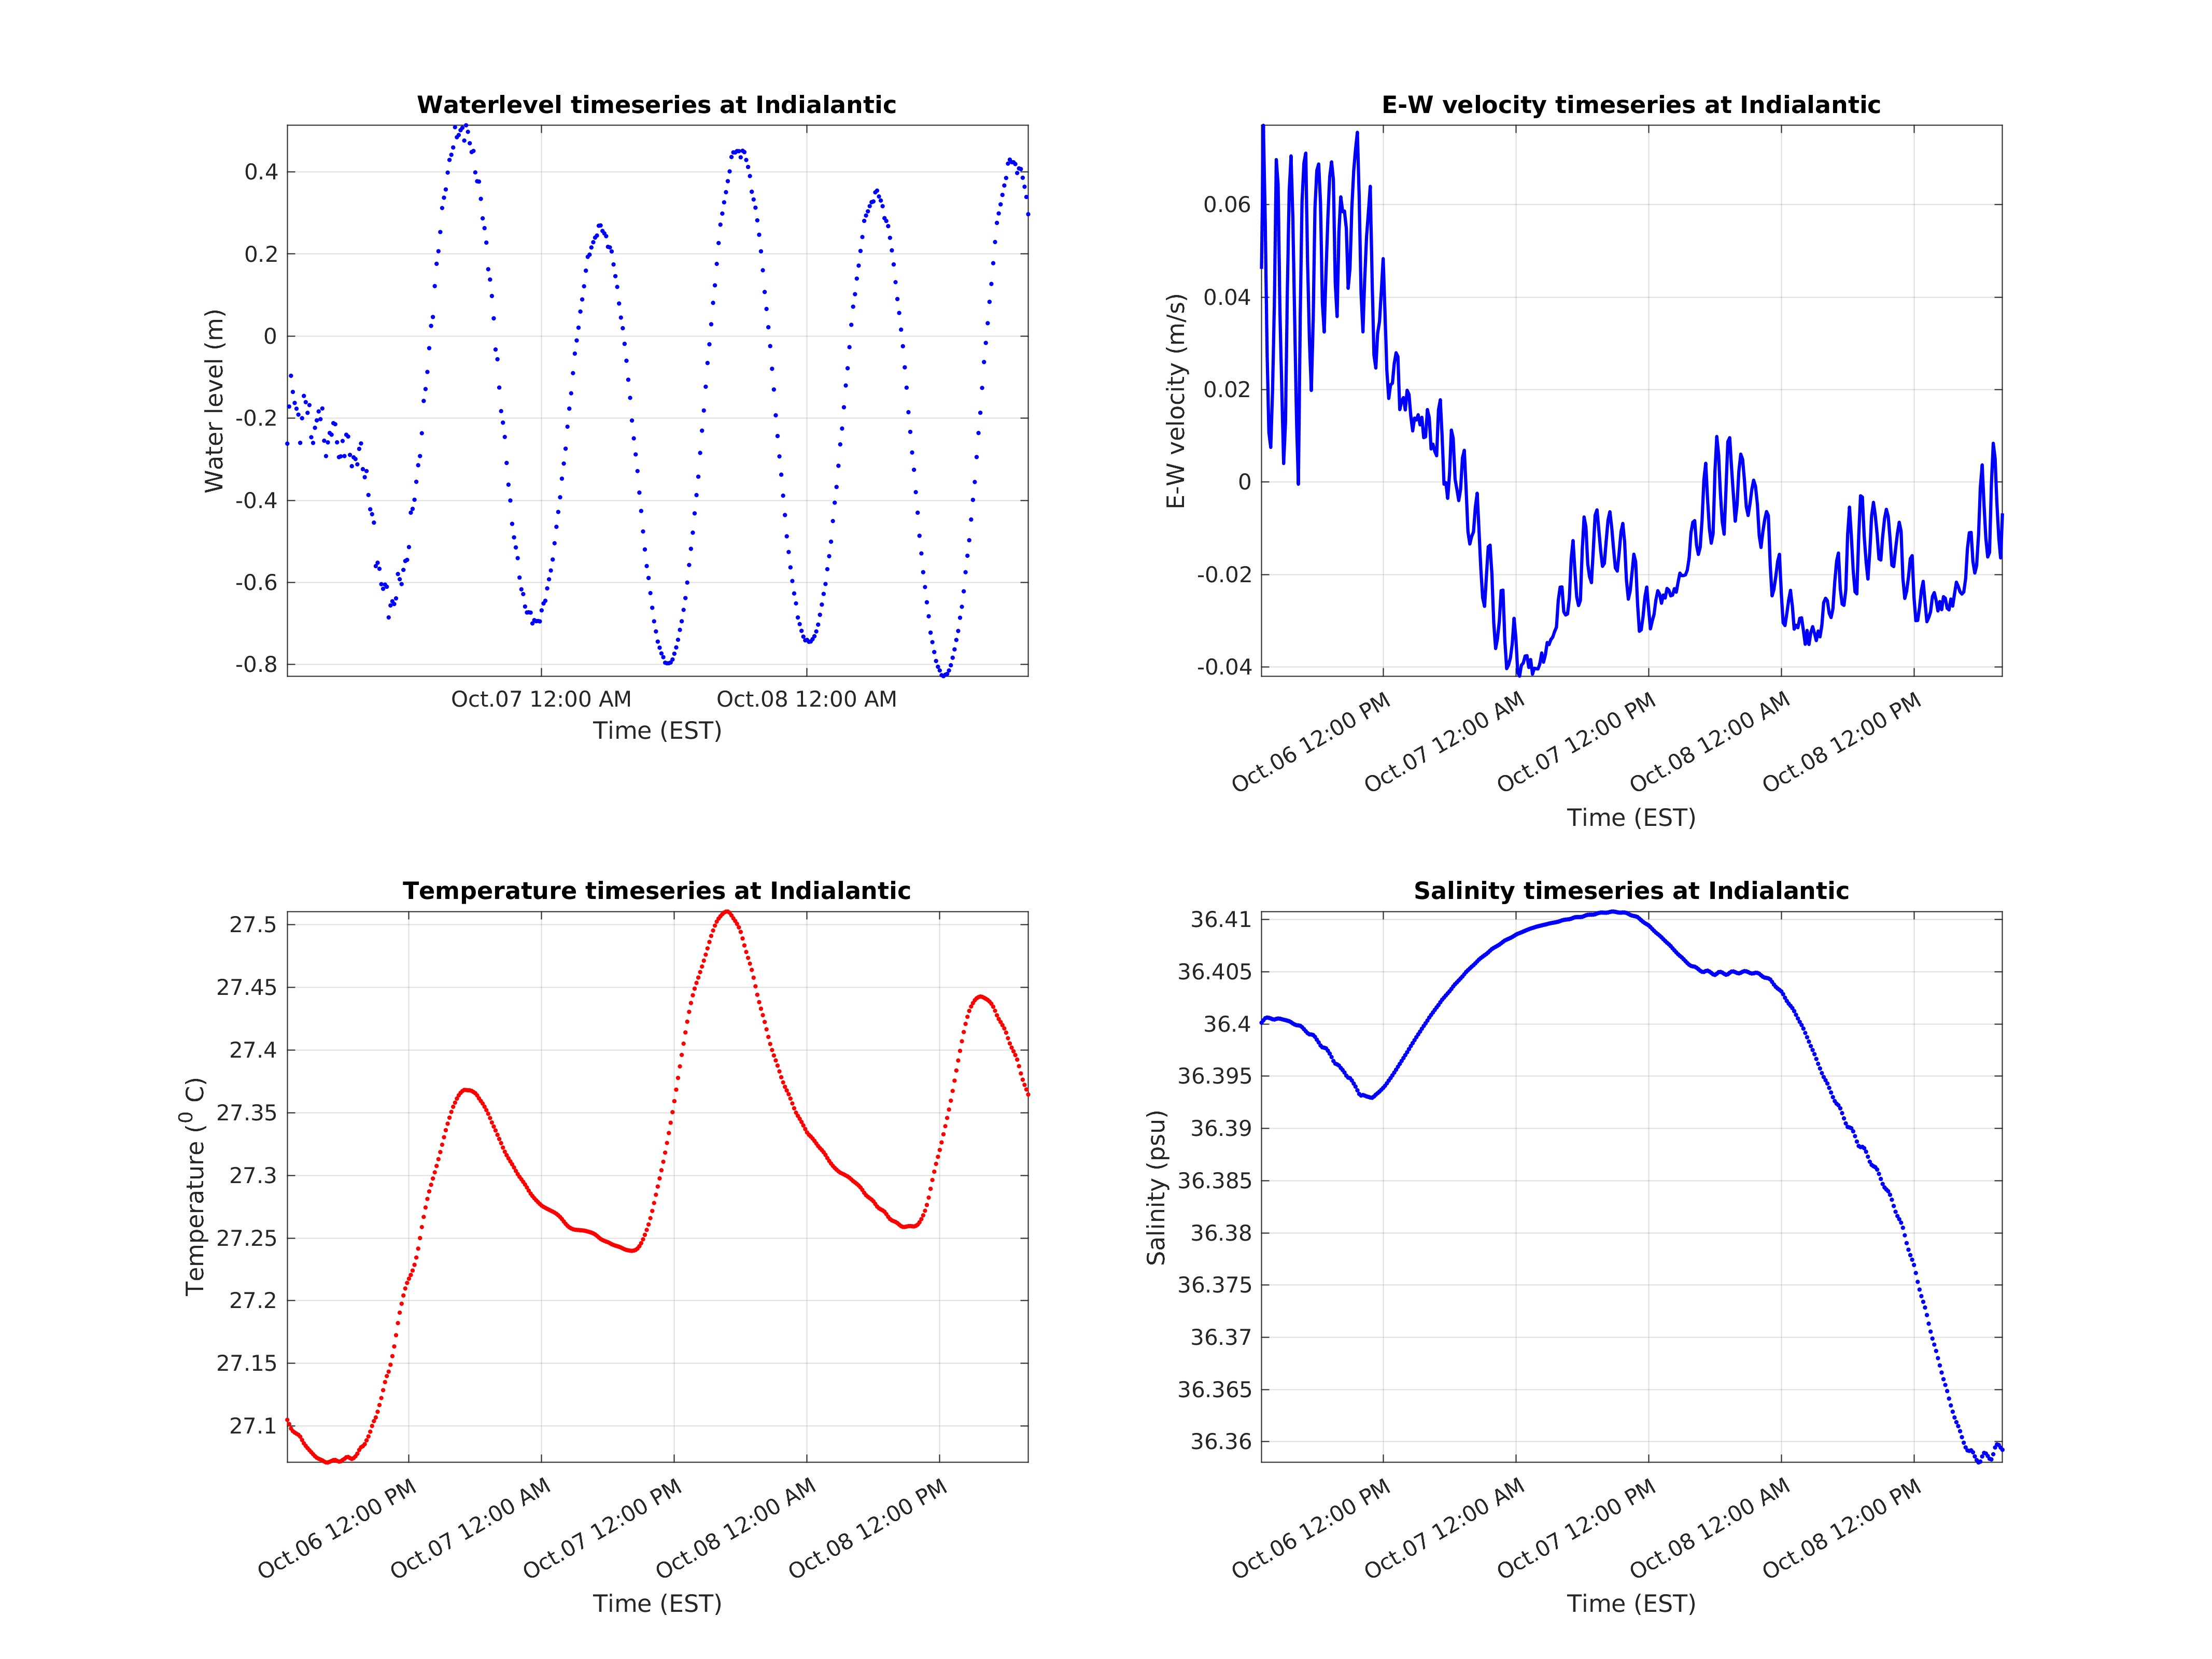 Waterlevel timeseries at Indialantic
0.4
0.2
0
-0.2
-0.4
-0.6
-0.8
Water level (m)
Oct.07 12:00 AM
Oct.08 12:00 AM
Time (EST)
E-W velocity timeseries at Indialantic
0.06
0.04
0.02
0
-0.02
-0.04
E-W velocity (m/s)
Oct.06 12:00 PM
Oct.07 12:00 AM
Oct.07 12:00 PM
Oct.08 12:00 AM
Oct.08 12:00 PM
Time (EST)
Temperature timeseries at Indialantic
27.5
27.45
27.4
27.35
27.3
27.25
27.2
27.15
27.1
Temperature (⁰ C)
Oct.06 12:00 PM
Oct.07 12:00 AM
Oct.07 12:00 PM
Oct.08 12:00 AM
Oct.08 12:00 PM
Time (EST)
Salinity timeseries at Indialantic
36.41
36.405
36.4
36.395
36.39
36.385
36.38
36.375
36.37
36.365
36.36
Salinity (psu)
Oct.06 12:00 PM
Oct.07 12:00 AM
Oct.07 12:00 PM
Oct.08 12:00 AM
Oct.08 12:00 PM
Time (EST)